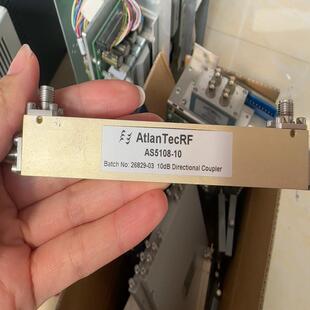 AtlanTecRF
AS5108-10
Batch No: 26829-03 10dB Directional Coupler